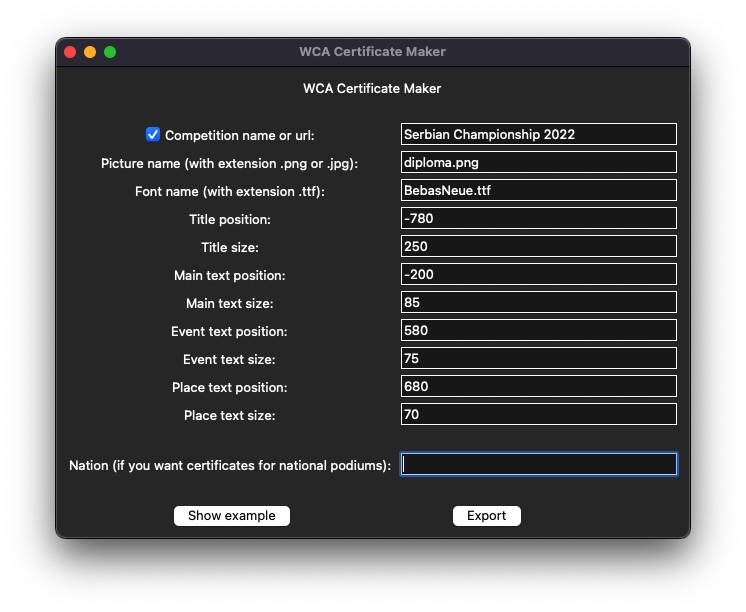 WCA Certificate Maker
WCA Certificate Maker
Competition name or url: Serbian Championship 2022
Picture name (with extension .png or .jpg): diploma.png
Font name (with extension .ttf): BebasNeue.ttf
Title position: -780
Title size: 250
Main text position: -200
Main text size: 85
Event text position: 580
Event text size: 75
Place text position: 680
Place text size: 70
Nation (if you want certificates for national podiums):
Show example Export